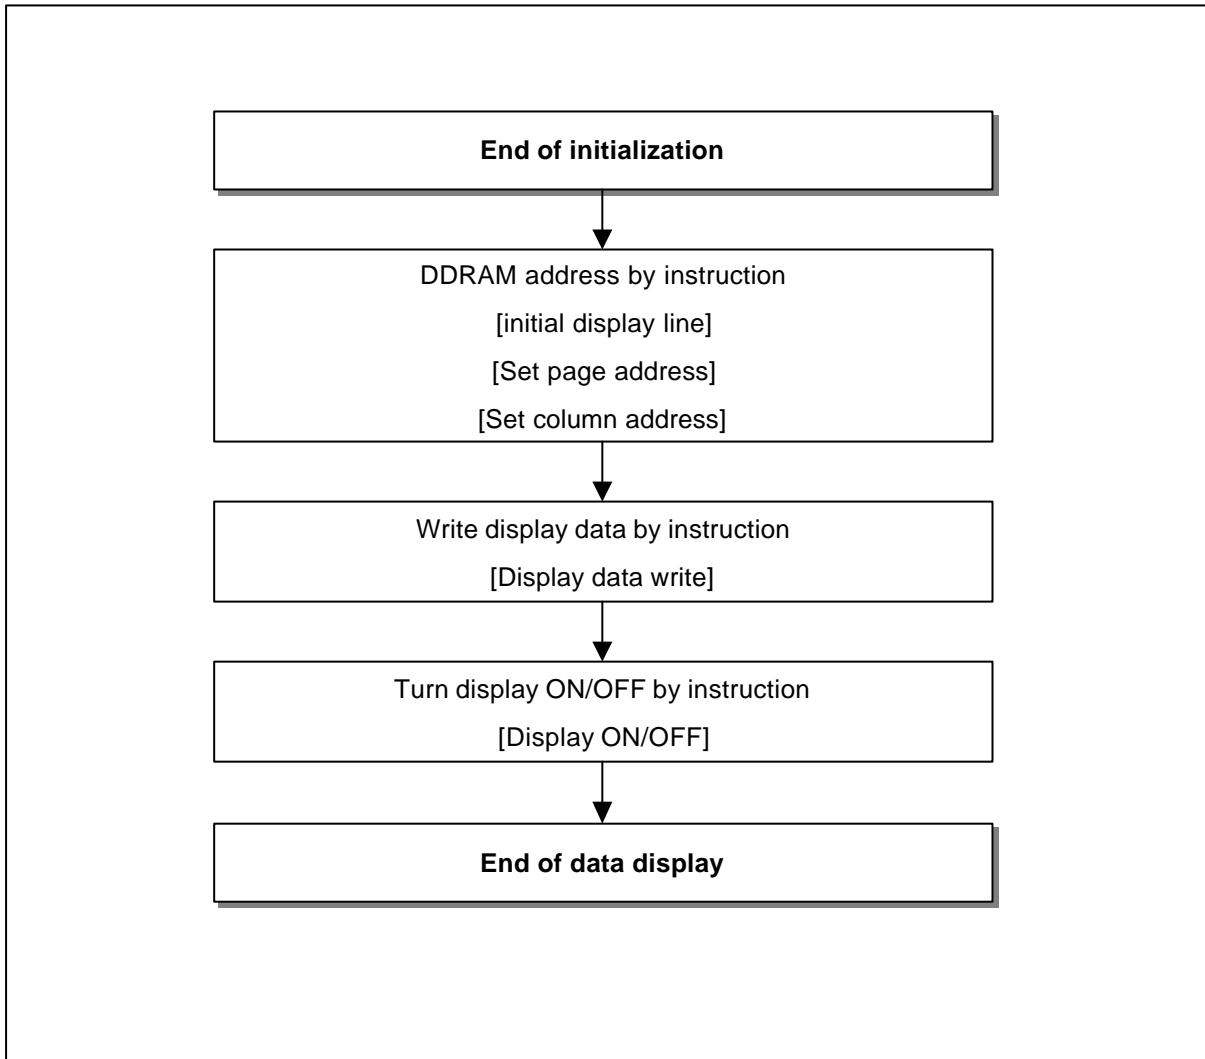 End of initialization
DDRAM address by instruction
[initial display line]
[Set page address]
[Set column address]
Write display data by instruction
[Display data write]
Turn display ON/OFF by instruction
[Display ON/OFF]
End of data display